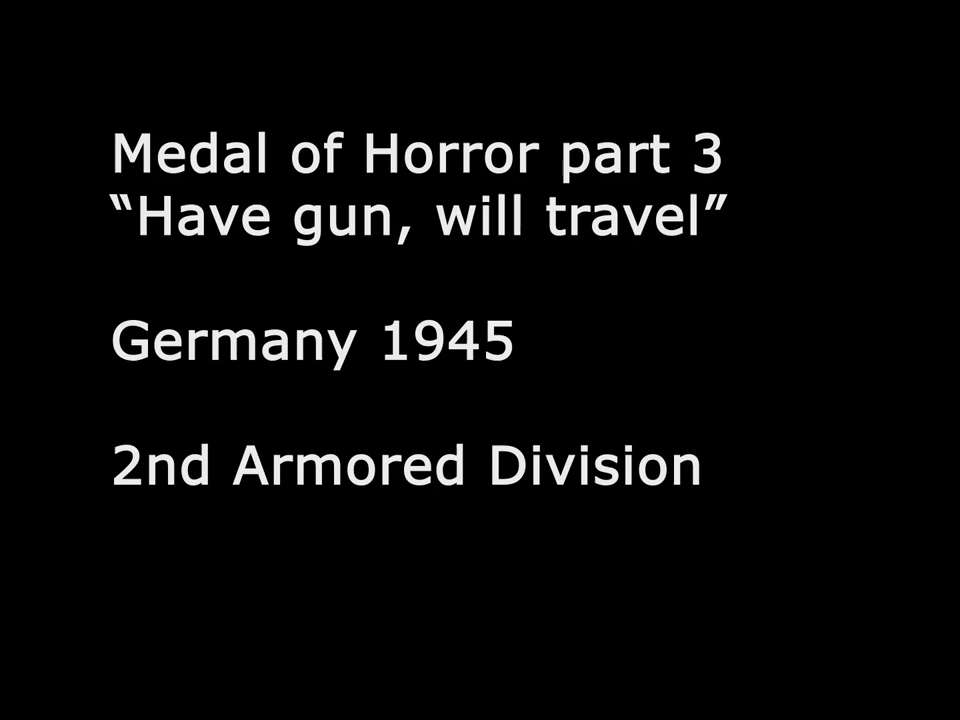 Medal of Horror part 3
“Have gun, will travel”
Germany 1945
2nd Armored Division